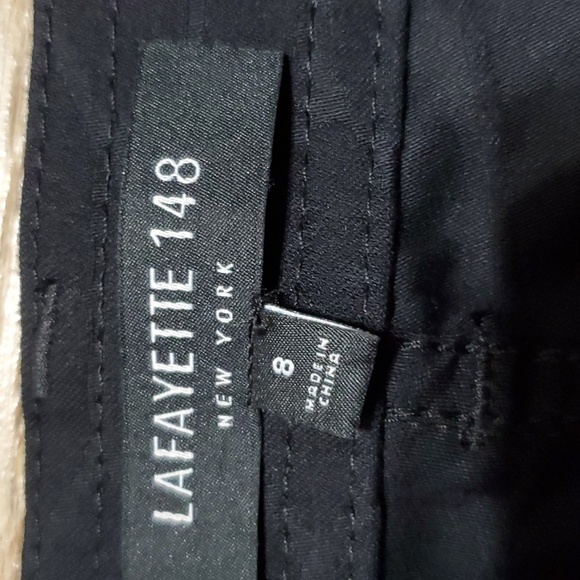 LAFAYETTE 148
NEW YORK
8
MADE IN
CHINA